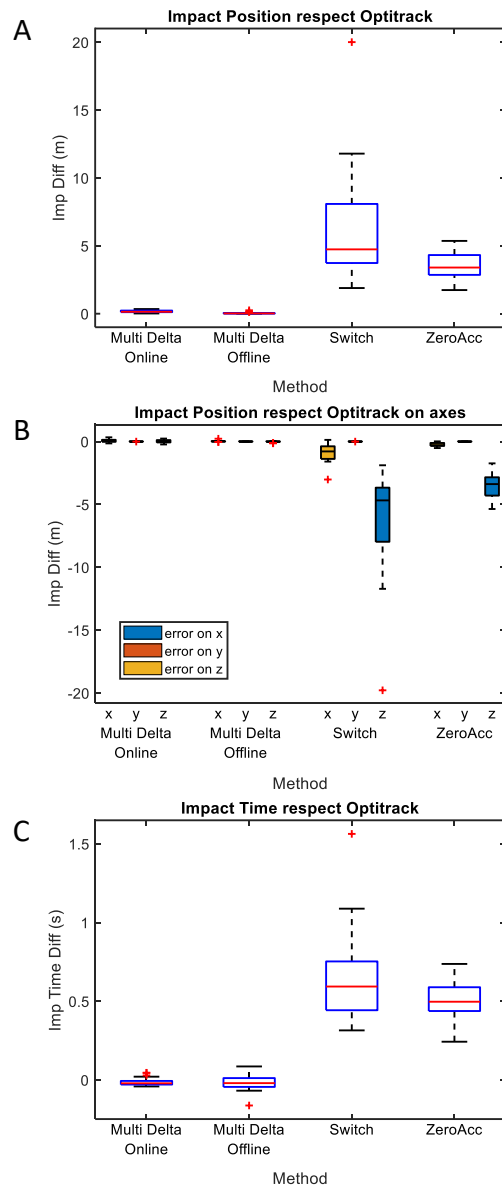 A
Impact Position respect Optitrack
20
15
10
5
0
Imp Diff (m)
Multi Delta Online
Multi Delta Offline
Switch
ZeroAcc
Method
B
Impact Position respect Optitrack on axes
0
-5
-10
-15
-20
Imp Diff (m)
error on x
error on y
error on z
x y z x y z x y z x y z
Multi Delta Online
Multi Delta Offline
Switch
ZeroAcc
Method
C
Impact Time respect Optitrack
1.5
1
0.5
0
Imp Time Diff (s)
Multi Delta Online
Multi Delta Offline
Switch
ZeroAcc
Method